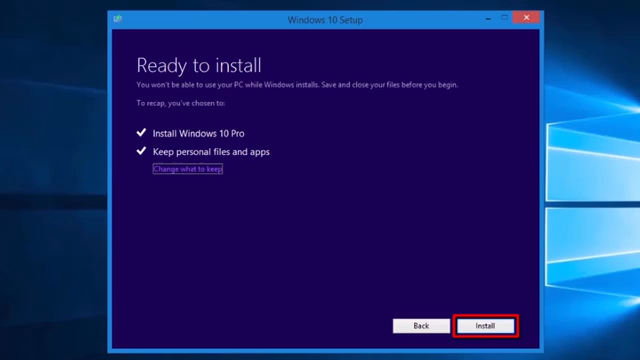 Windows 10 Setup
Ready to install
You won't be able to use your PC while Windows installs. Save and close your files before you begin.
To recap, you've chosen to:
Install Windows 10 Pro
Keep personal files and apps
Change what to keep
Back
Install